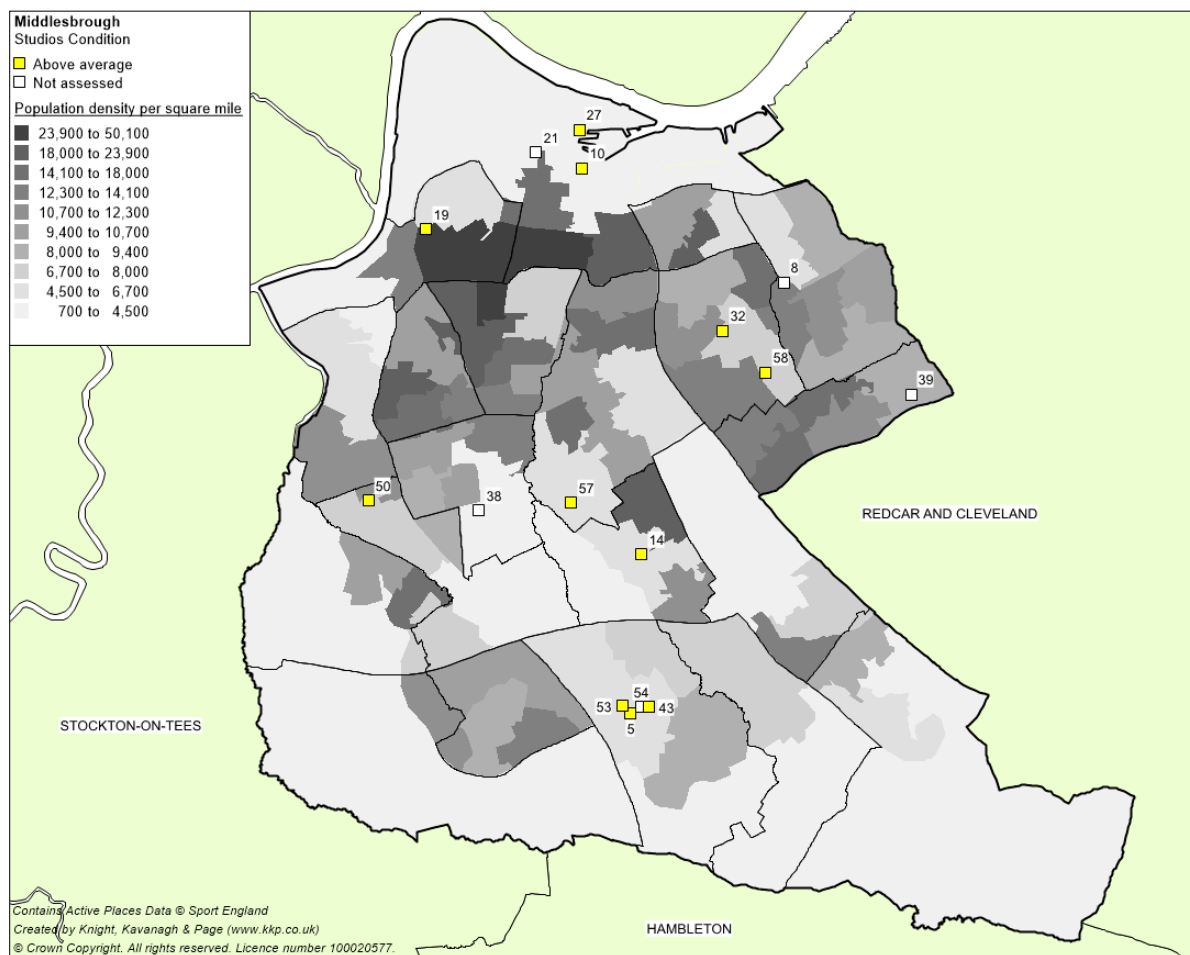 Middlesbrough
Studios Condition
Above average
Not assessed
Population density per square mile
23,900 to 50,100
18,000 to 23,900
14,100 to 18,000
12,300 to 14,100
10,700 to 12,300
9,400 to 10,700
8,000 to 9,400
6,700 to 8,000
4,500 to 6,700
700 to 4,500
27
21
10
19
8
32
58
39
50
38
57
14
REDCAR AND CLEVELAND
54
53
43
5
STOCKTON-ON-TEES
HAMBLETON
Contains Active Places Data © Sport England
Created by Knight, Kavanagh & Page (www.kkp.co.uk)
© Crown Copyright. All rights reserved. Licence number 100020577.